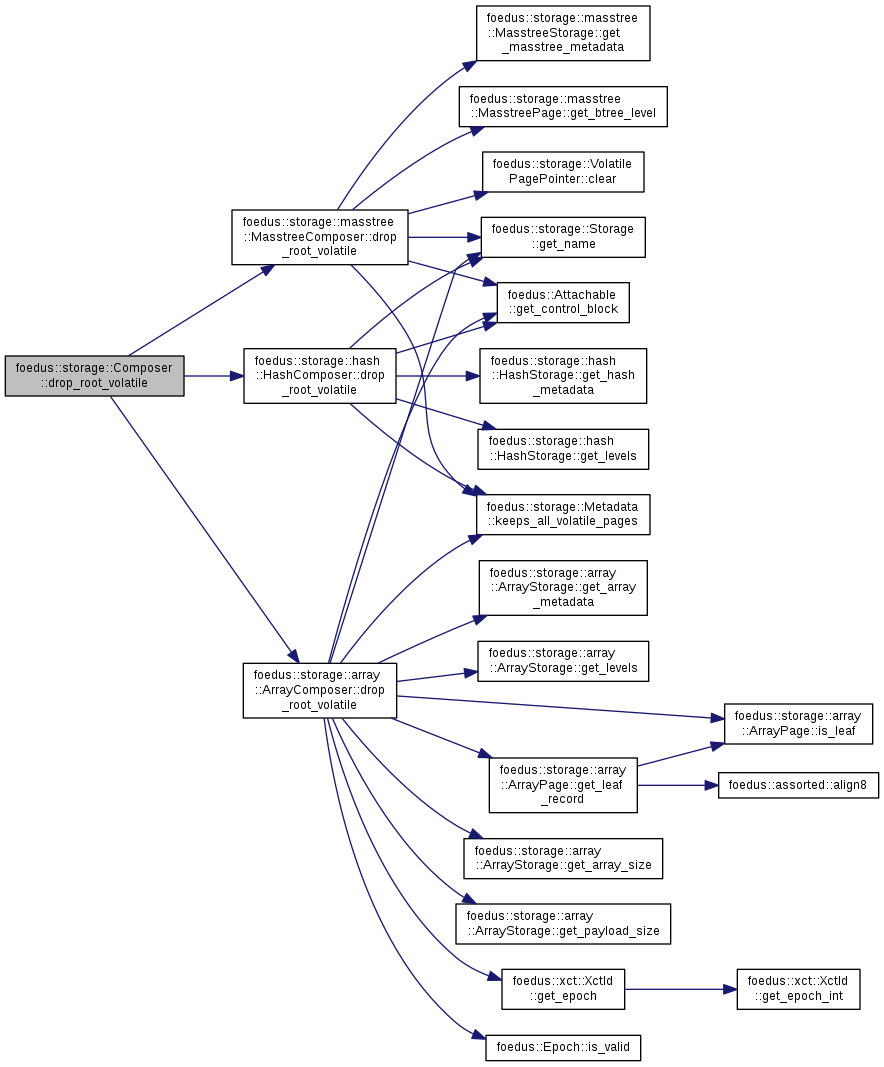 foedus::storage::Composer
::drop_root_volatile
foedus::storage::masstree
::MasstreeComposer::drop
_root_volatile
foedus::storage::hash
::HashComposer::drop
_root_volatile
foedus::storage::array
::ArrayComposer::drop
_root_volatile
foedus::storage::masstree
::MasstreeStorage::get
_masstree_metadata
foedus::storage::masstree
::MasstreePage::get_btree_level
foedus::storage::Volatile
PagePointer::clear
foedus::storage::Storage
::get_name
foedus::Attachable
::get_control_block
foedus::storage::hash
::HashStorage::get_hash
_metadata
foedus::storage::hash
::HashStorage::get_levels
foedus::storage::Metadata
::keeps_all_volatile_pages
foedus::storage::array
::ArrayStorage::get_array
_metadata
foedus::storage::array
::ArrayStorage::get_levels
foedus::storage::array
::ArrayPage::get_leaf
_record
foedus::storage::array
::ArrayStorage::get_array_size
foedus::storage::array
::ArrayStorage::get_payload_size
foedus::xct::XctId
::get_epoch
foedus::Epoch::is_valid
foedus::storage::array
::ArrayPage::is_leaf
foedus::assorted::align8
foedus::xct::XctId
::get_epoch_int